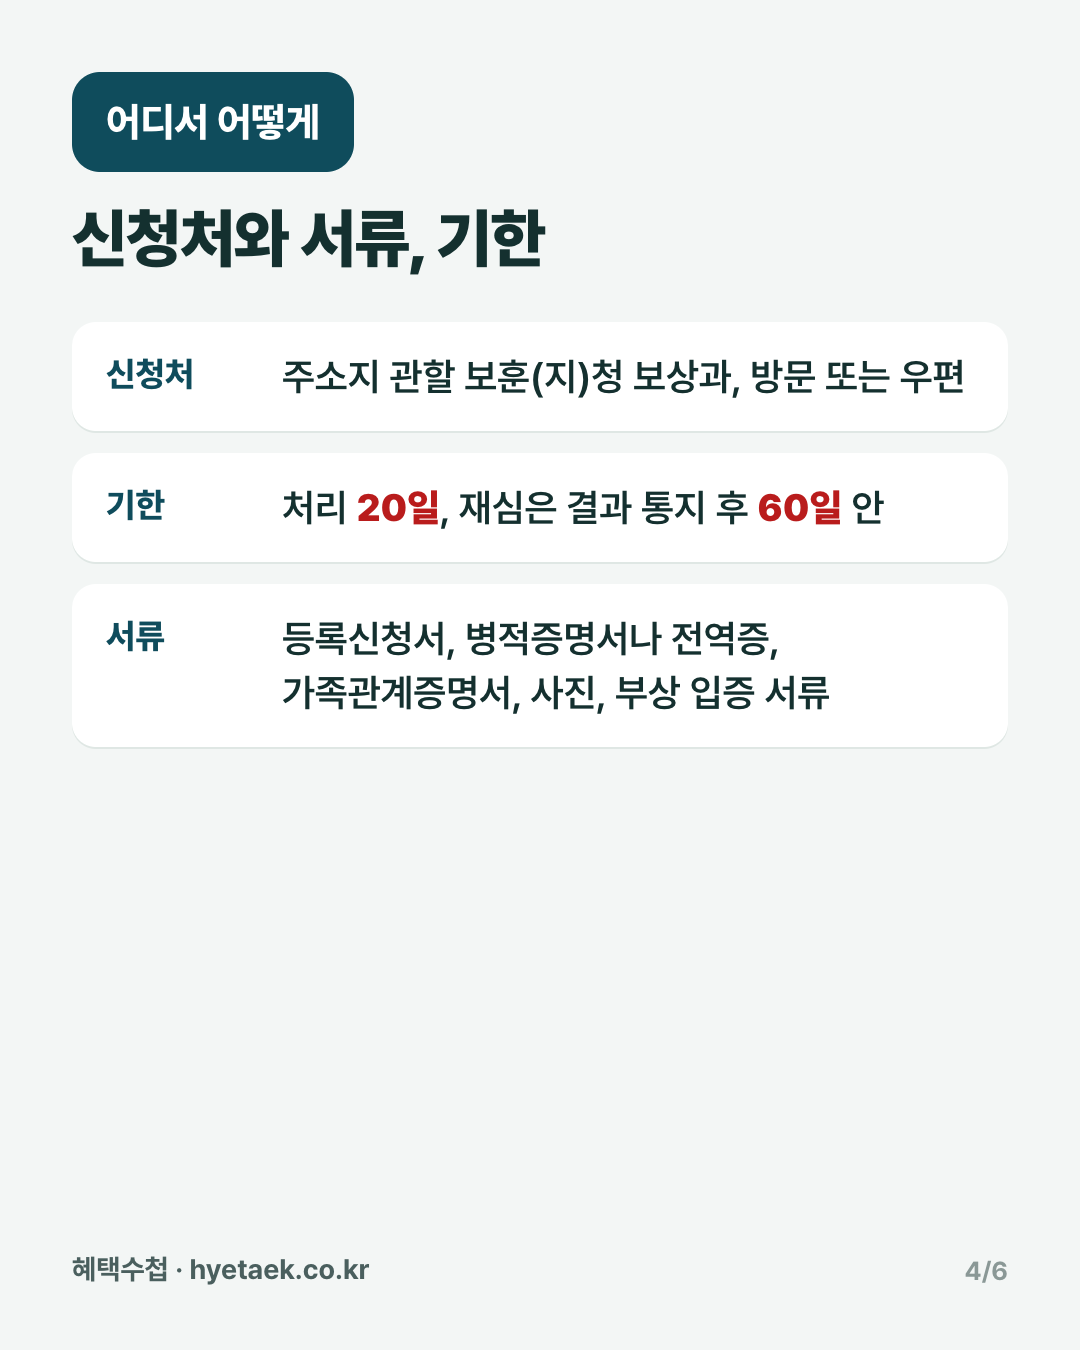 어디서 어떻게
신청처와 서류, 기한
신청처
주소지 관할 보훈(지)청 보상과, 방문 또는 우편
기한
처리 20일, 재심은 결과 통지 후 60일 안
서류
등록신청서, 병적증명서나 전역증,
가족관계증명서, 사진, 부상 입증 서류
혜택수첩 · hyetaek.co.kr
4/6